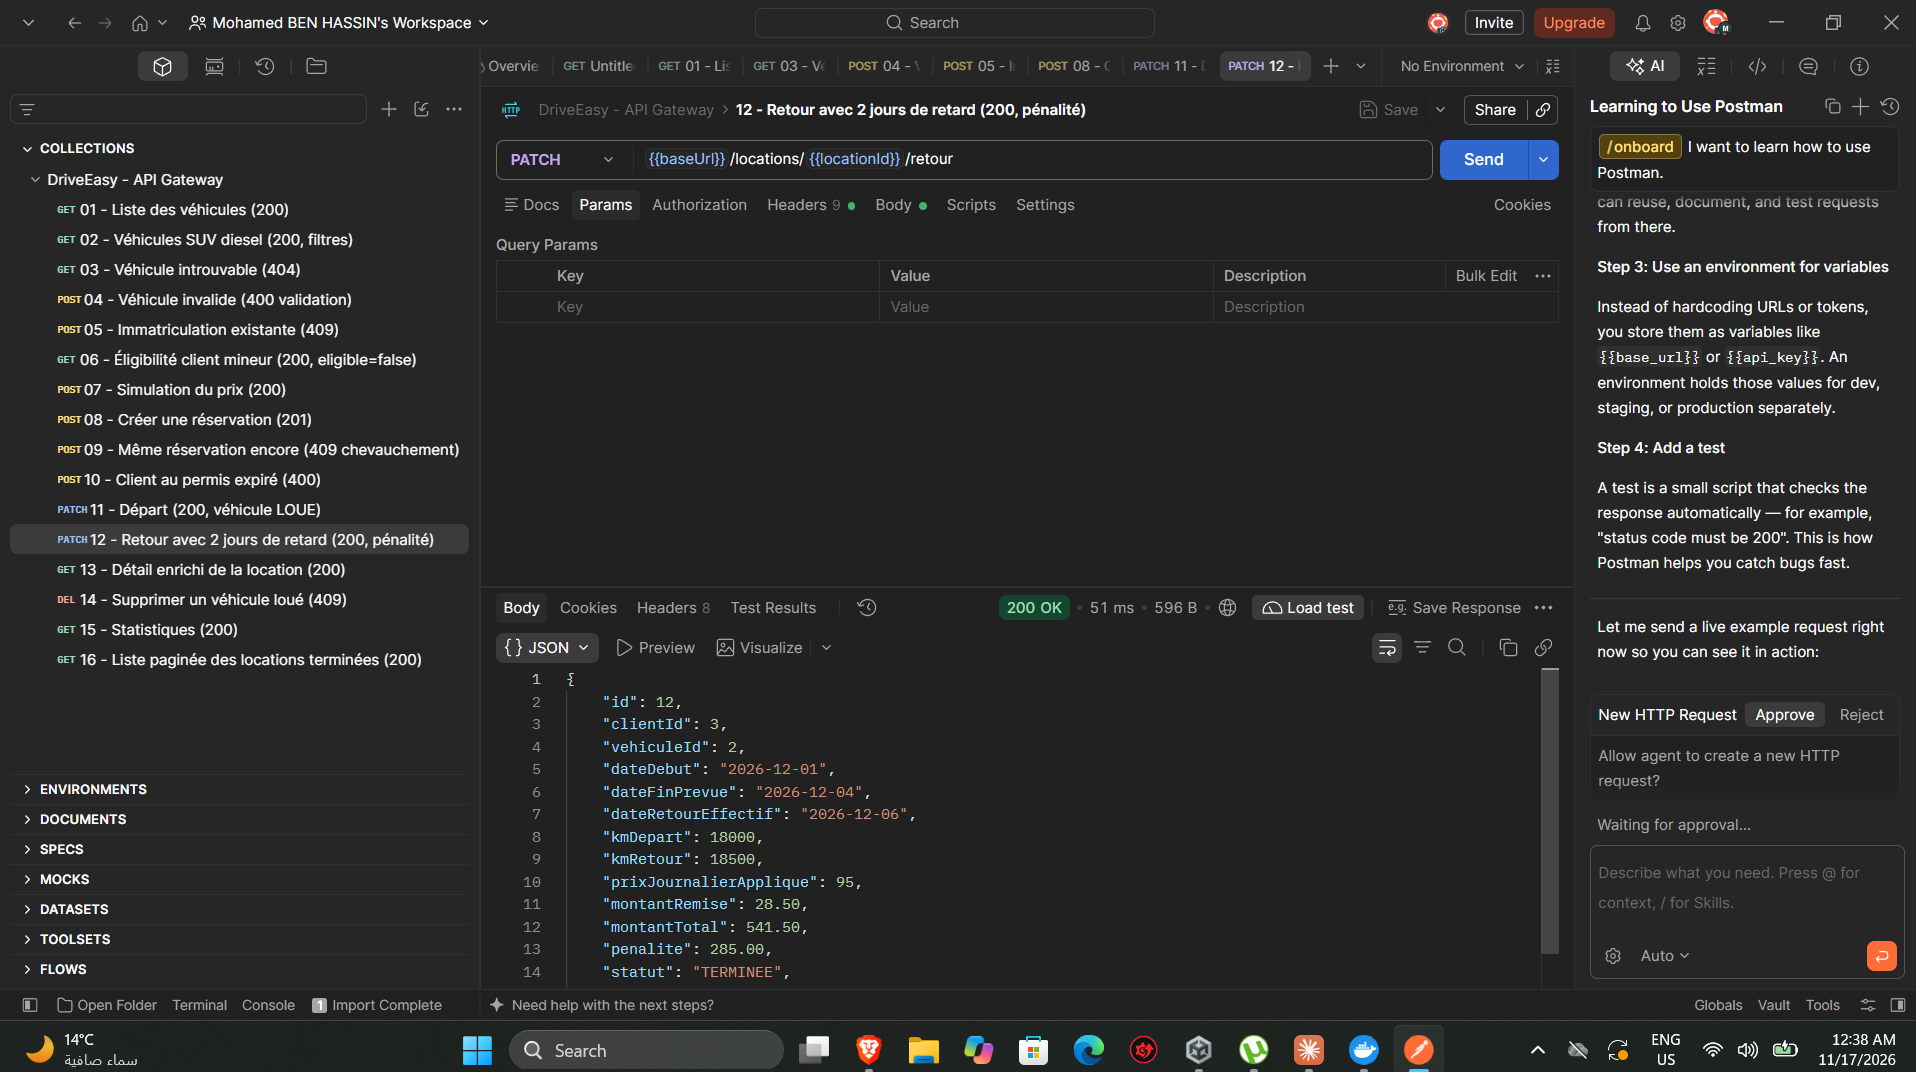 Mohamed BEN HASSIN's Workspace
Search
Invite
Upgrade
M
Overvie
GET Untitle
GET 01 - Lis
GET 03 - Vé
POST 04 - V
POST 05 - I
POST 08 - C
PATCH 11 - D
PATCH 12 -
No Environment
AI
COLLECTIONS
DriveEasy - API Gateway
GET 01 - Liste des véhicules (200)
GET 02 - Véhicules SUV diesel (200, filtres)
GET 03 - Véhicule introuvable (404)
POST 04 - Véhicule invalide (400 validation)
POST 05 - Immatriculation existante (409)
GET 06 - Éligibilité client mineur (200, eligible=false)
POST 07 - Simulation du prix (200)
POST 08 - Créer une réservation (201)
POST 09 - Même réservation encore (409 chevauchement)
POST 10 - Client au permis expiré (400)
PATCH 11 - Départ (200, véhicule LOUE)
PATCH 12 - Retour avec 2 jours de retard (200, pénalité)
GET 13 - Détail enrichi de la location (200)
DEL 14 - Supprimer un véhicule loué (409)
GET 15 - Statistiques (200)
GET 16 - Liste paginée des locations terminées (200)
ENVIRONMENTS
DOCUMENTS
SPECS
MOCKS
DATASETS
TOOLSETS
FLOWS
HTTP DriveEasy - API Gateway > 12 - Retour avec 2 jours de retard (200, pénalité)
Save
Share
PATCH
{{baseUrl}} /locations/ {{locationId}} /retour
Send
Docs
Params
Authorization
Headers 9
Body
Scripts
Settings
Cookies
Query Params
Key
Value
Description
Bulk Edit
Key
Value
Description
Body
Cookies
Headers 8
Test Results
200 OK
51 ms
596 B
Load test
e.g. Save Response
{} JSON
Preview
Visualize
1 {
2 "id": 12,
3 "clientId": 3,
4 "vehiculeId": 2,
5 "dateDebut": "2026-12-01",
6 "dateFinPrevue": "2026-12-04",
7 "dateRetourEffectif": "2026-12-06",
8 "kmDepart": 18000,
9 "kmRetour": 18500,
10 "prixJournalierApplique": 95,
11 "montantRemise": 28.50,
12 "montantTotal": 541.50,
13 "penalite": 285.00,
14 "statut": "TERMINEE",
Learning to Use Postman
/onboard I want to learn how to use
Postman.
can reuse, document, and test requests
from there.
Step 3: Use an environment for variables
Instead of hardcoding URLs or tokens,
you store them as variables like
{{base_url}} or {{api_key}}. An
environment holds those values for dev,
staging, or production separately.
Step 4: Add a test
A test is a small script that checks the
response automatically — for example,
"status code must be 200". This is how
Postman helps you catch bugs fast.
Let me send a live example request right
now so you can see it in action:
New HTTP Request
Approve
Reject
Allow agent to create a new HTTP
request?
Waiting for approval...
Describe what you need. Press @ for
context, / for Skills.
Auto
Open Folder
Terminal
Console
1 Import Complete
Need help with the next steps?
Globals
Vault
Tools
14°C
سماء صافية
Search
ENG
US
12:38 AM
11/17/2026